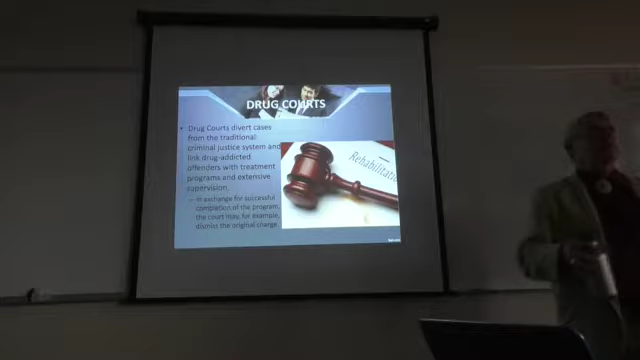 DRUG COURTS
• Drug Courts divert cases
from the traditional
criminal justice system and
link drug-addicted
offenders with treatment
programs and extensive
supervision.
– In exchange for successful
completion of the program,
the court may, for example,
dismiss the original charge.
Rehabilitatio